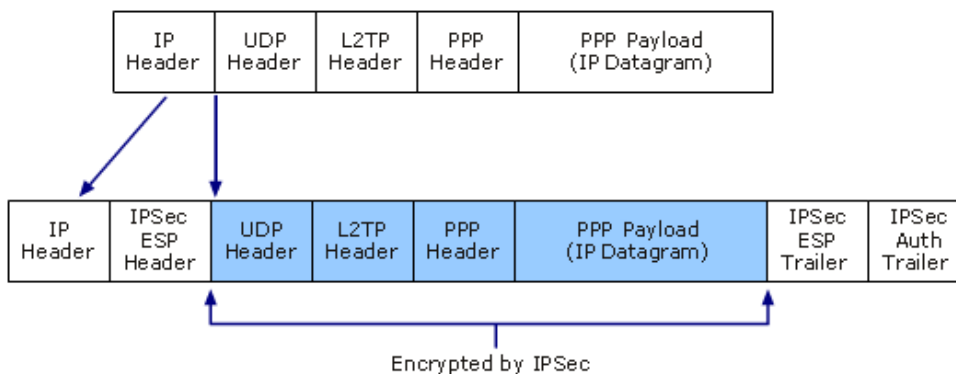 IP Header
UDP Header
L2TP Header
PPP Header
PPP Payload (IP Datagram)
IP Header
IPSec ESP Header
UDP Header
L2TP Header
PPP Header
PPP Payload (IP Datagram)
IPSec ESP Trailer
IPSec Auth Trailer
Encrypted by IPSec